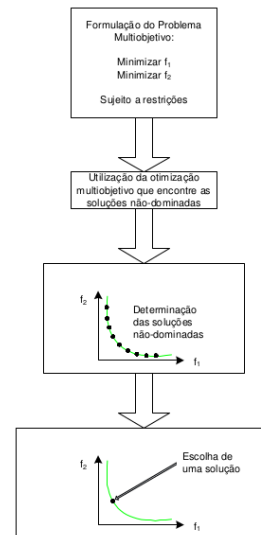 Formulação do Problema
Multiobjetivo:
Minimizar f₁
Minimizar f₂
Sujeito a restrições
Utilização da otimização
multiobjetivo que encontre as
soluções não-dominadas
f₂
Determinação
das soluções
não-dominadas
f₁
f₂
Escolha de
uma solução
f₁